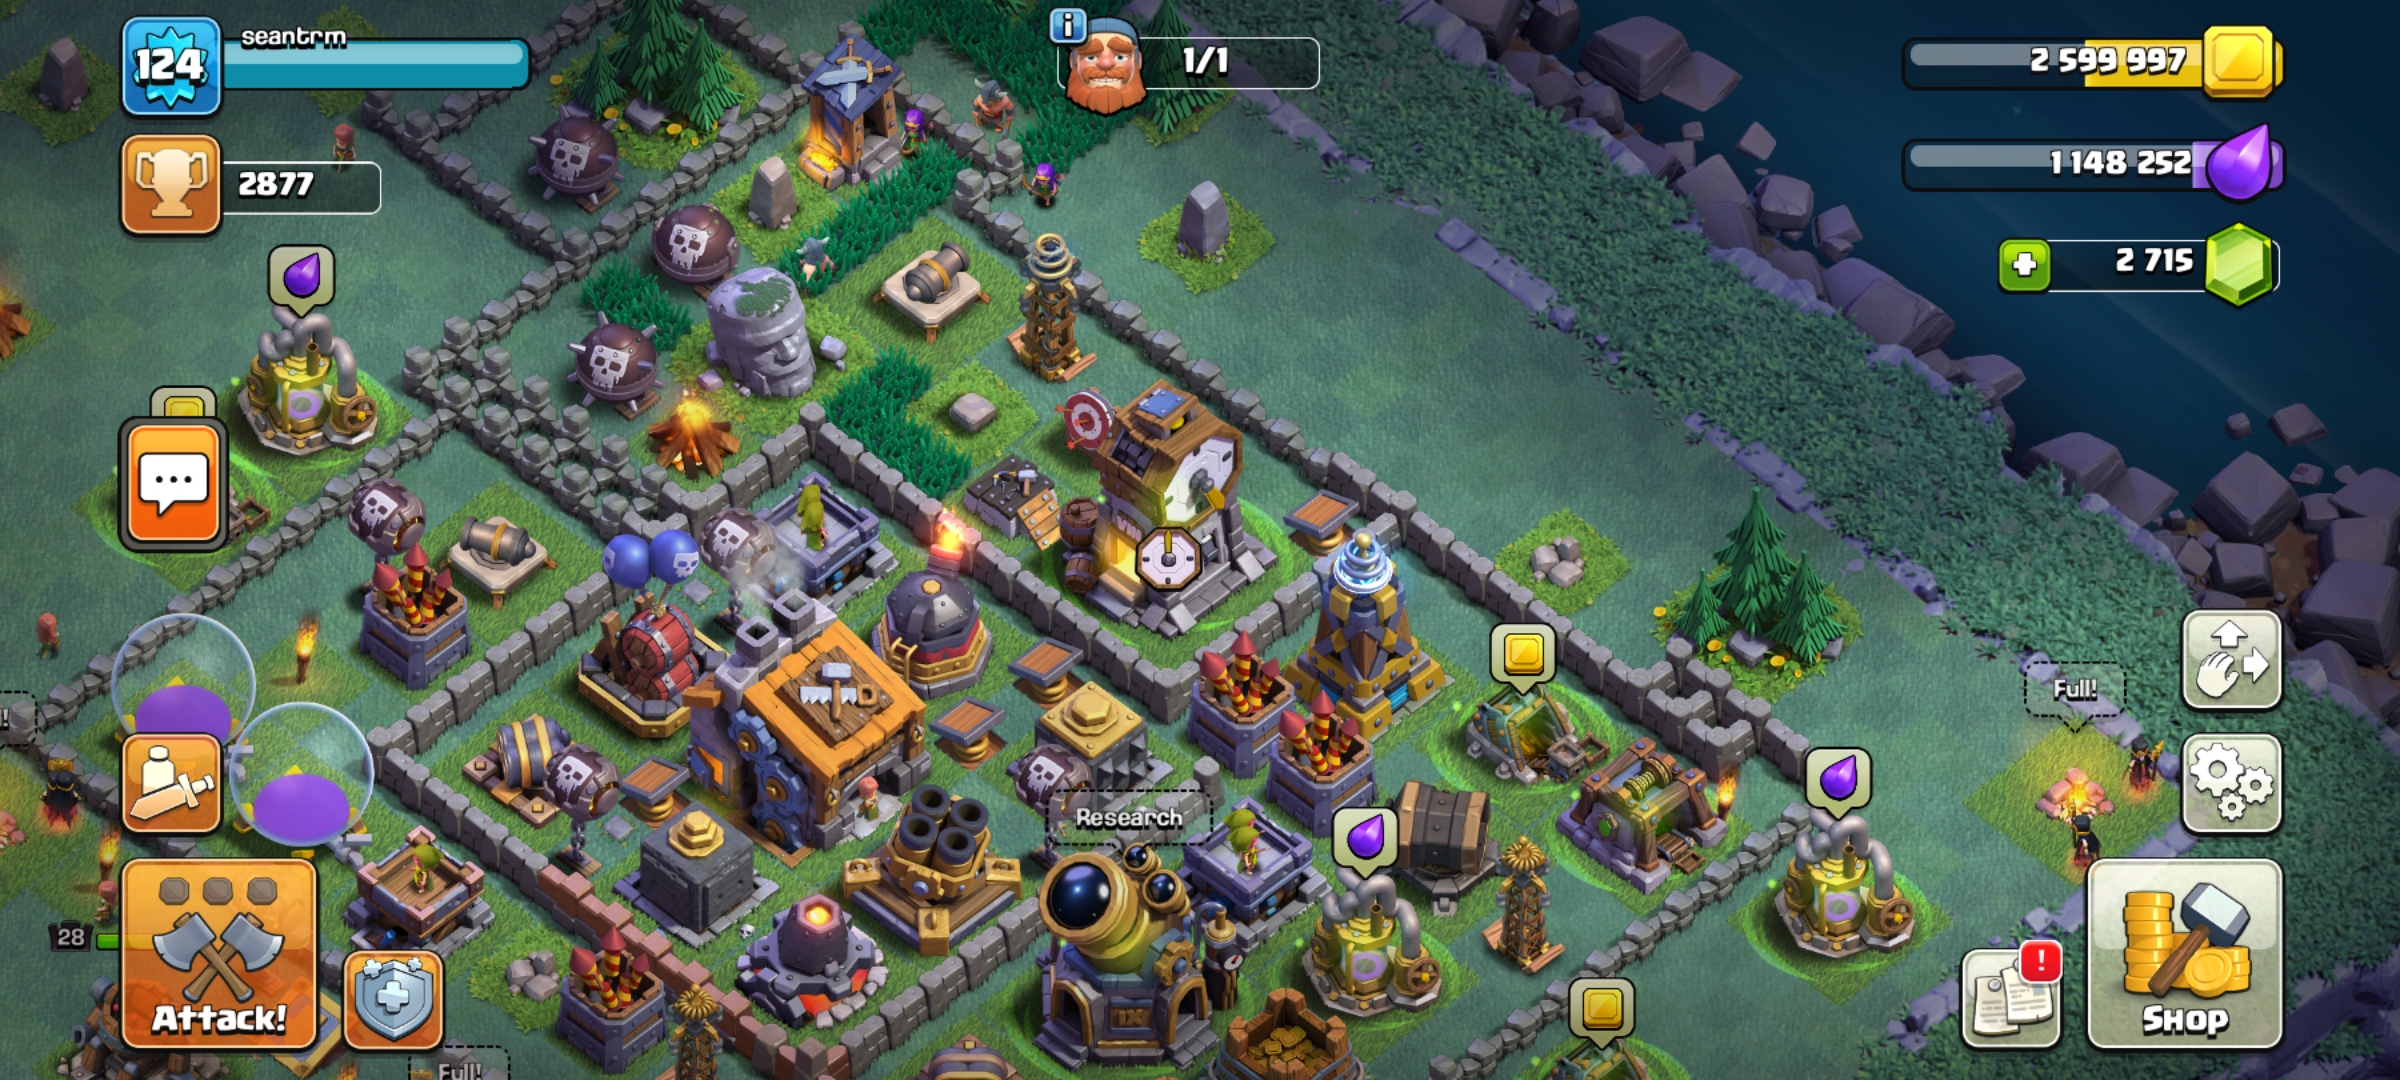 124
seantrm
i
1/1
2 599 997
2877
1 148 252
2 715
Full!
Research
28
IX
!
Attack!
Shop
Full!